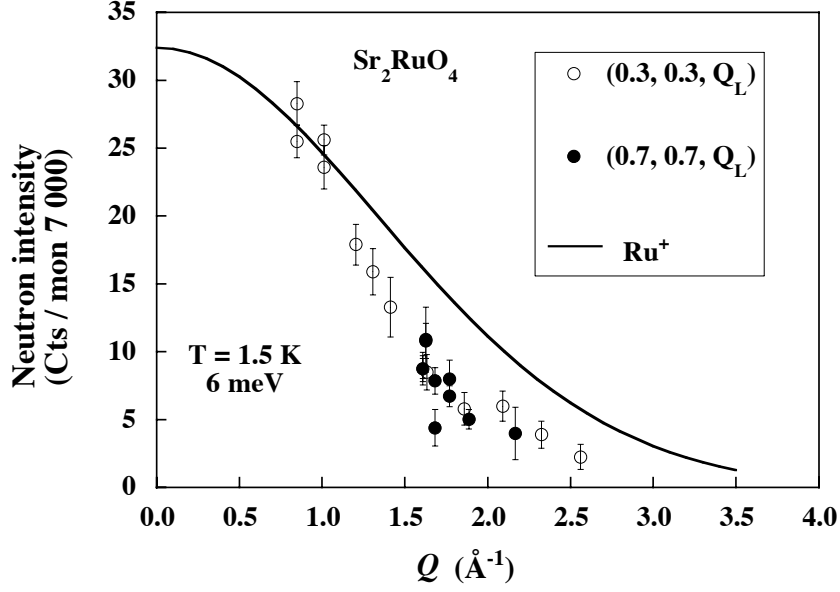 Sr₂RuO₄
(0.3, 0.3, Q_L)
(0.7, 0.7, Q_L)
Ru⁺
T = 1.5 K
6 meV
Neutron intensity
(Cts / mon 7 000)
35
30
25
20
15
10
5
0
0.0 0.5 1.0 1.5 2.0 2.5 3.0 3.5 4.0
Q (Å⁻¹)